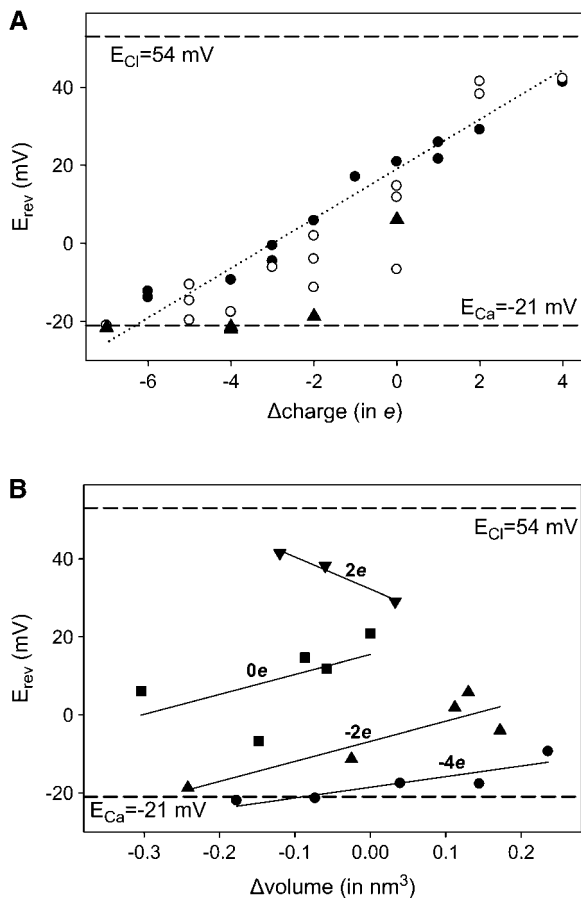 A
E_Cl=54 mV
40
20
0
-20
E_rev (mV)
E_Ca=-21 mV
-6 -4 -2 0 2 4
Δcharge (in e)
B
E_Cl=54 mV
40
20
0
-20
E_rev (mV)
2e
0e
-2e
-4e
E_Ca=-21 mV
-0.3 -0.2 -0.1 0.00 0.1 0.2
Δvolume (in nm³)